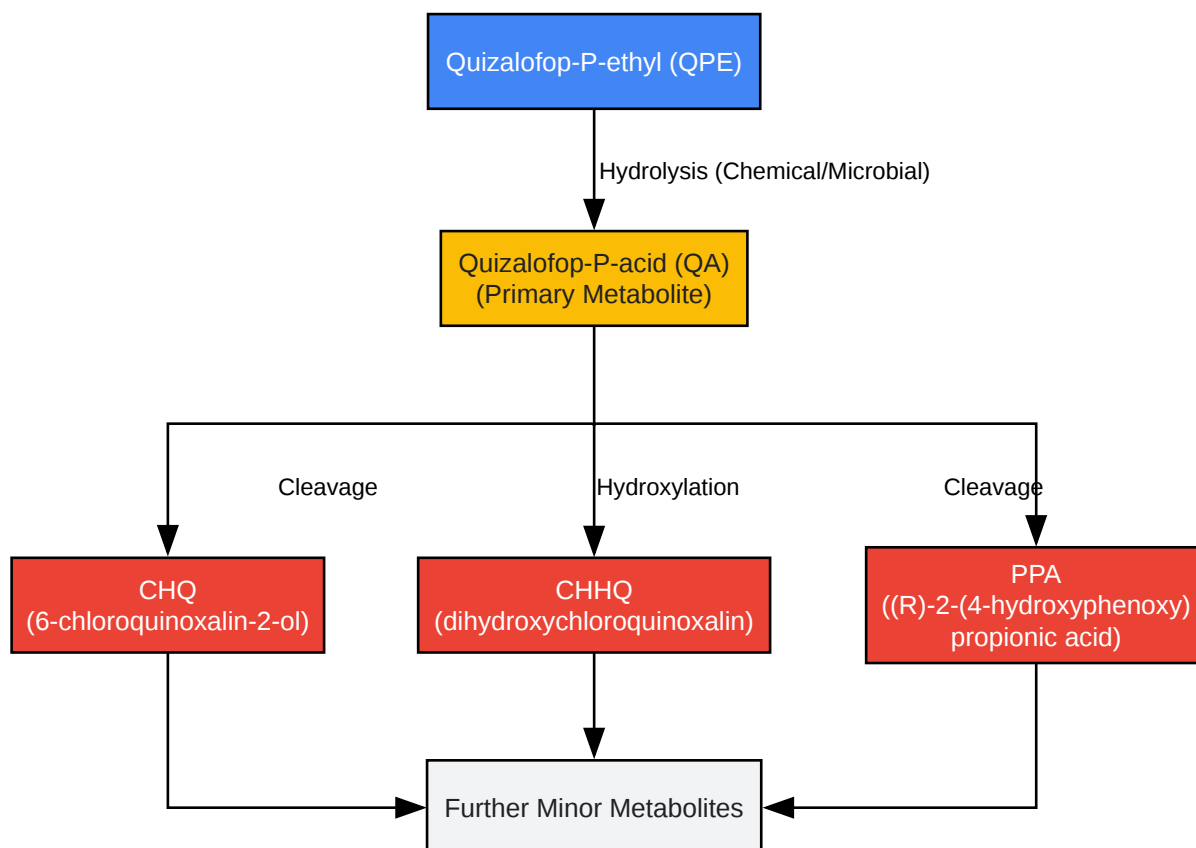 Quizalofop-P-ethyl (QPE)
Hydrolysis (Chemical/Microbial)
Quizalofop-P-acid (QA)
(Primary Metabolite)
Cleavage
Hydroxylation
Cleavage
CHQ
(6-chloroquinoxalin-2-ol)
CHHQ
(dihydroxychloroquinoxalin)
PPA
((R)-2-(4-hydroxyphenoxy)
propionic acid)
Further Minor Metabolites